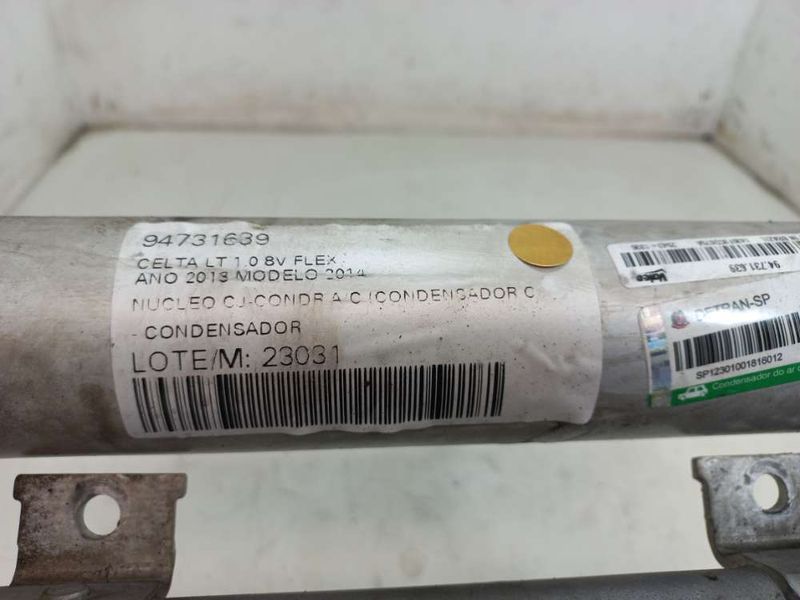 94731639
CELTA LT 1.0 8V FLEX
ANO 2013 MODELO 2014
NUCLEO CJ-CONDR A/C (CONDENSADOR C
- CONDENSADOR
LOTE/M: 23031
94.731.639
Valeo
DETRAN-SP
SP12301001816012
Condensador do ar